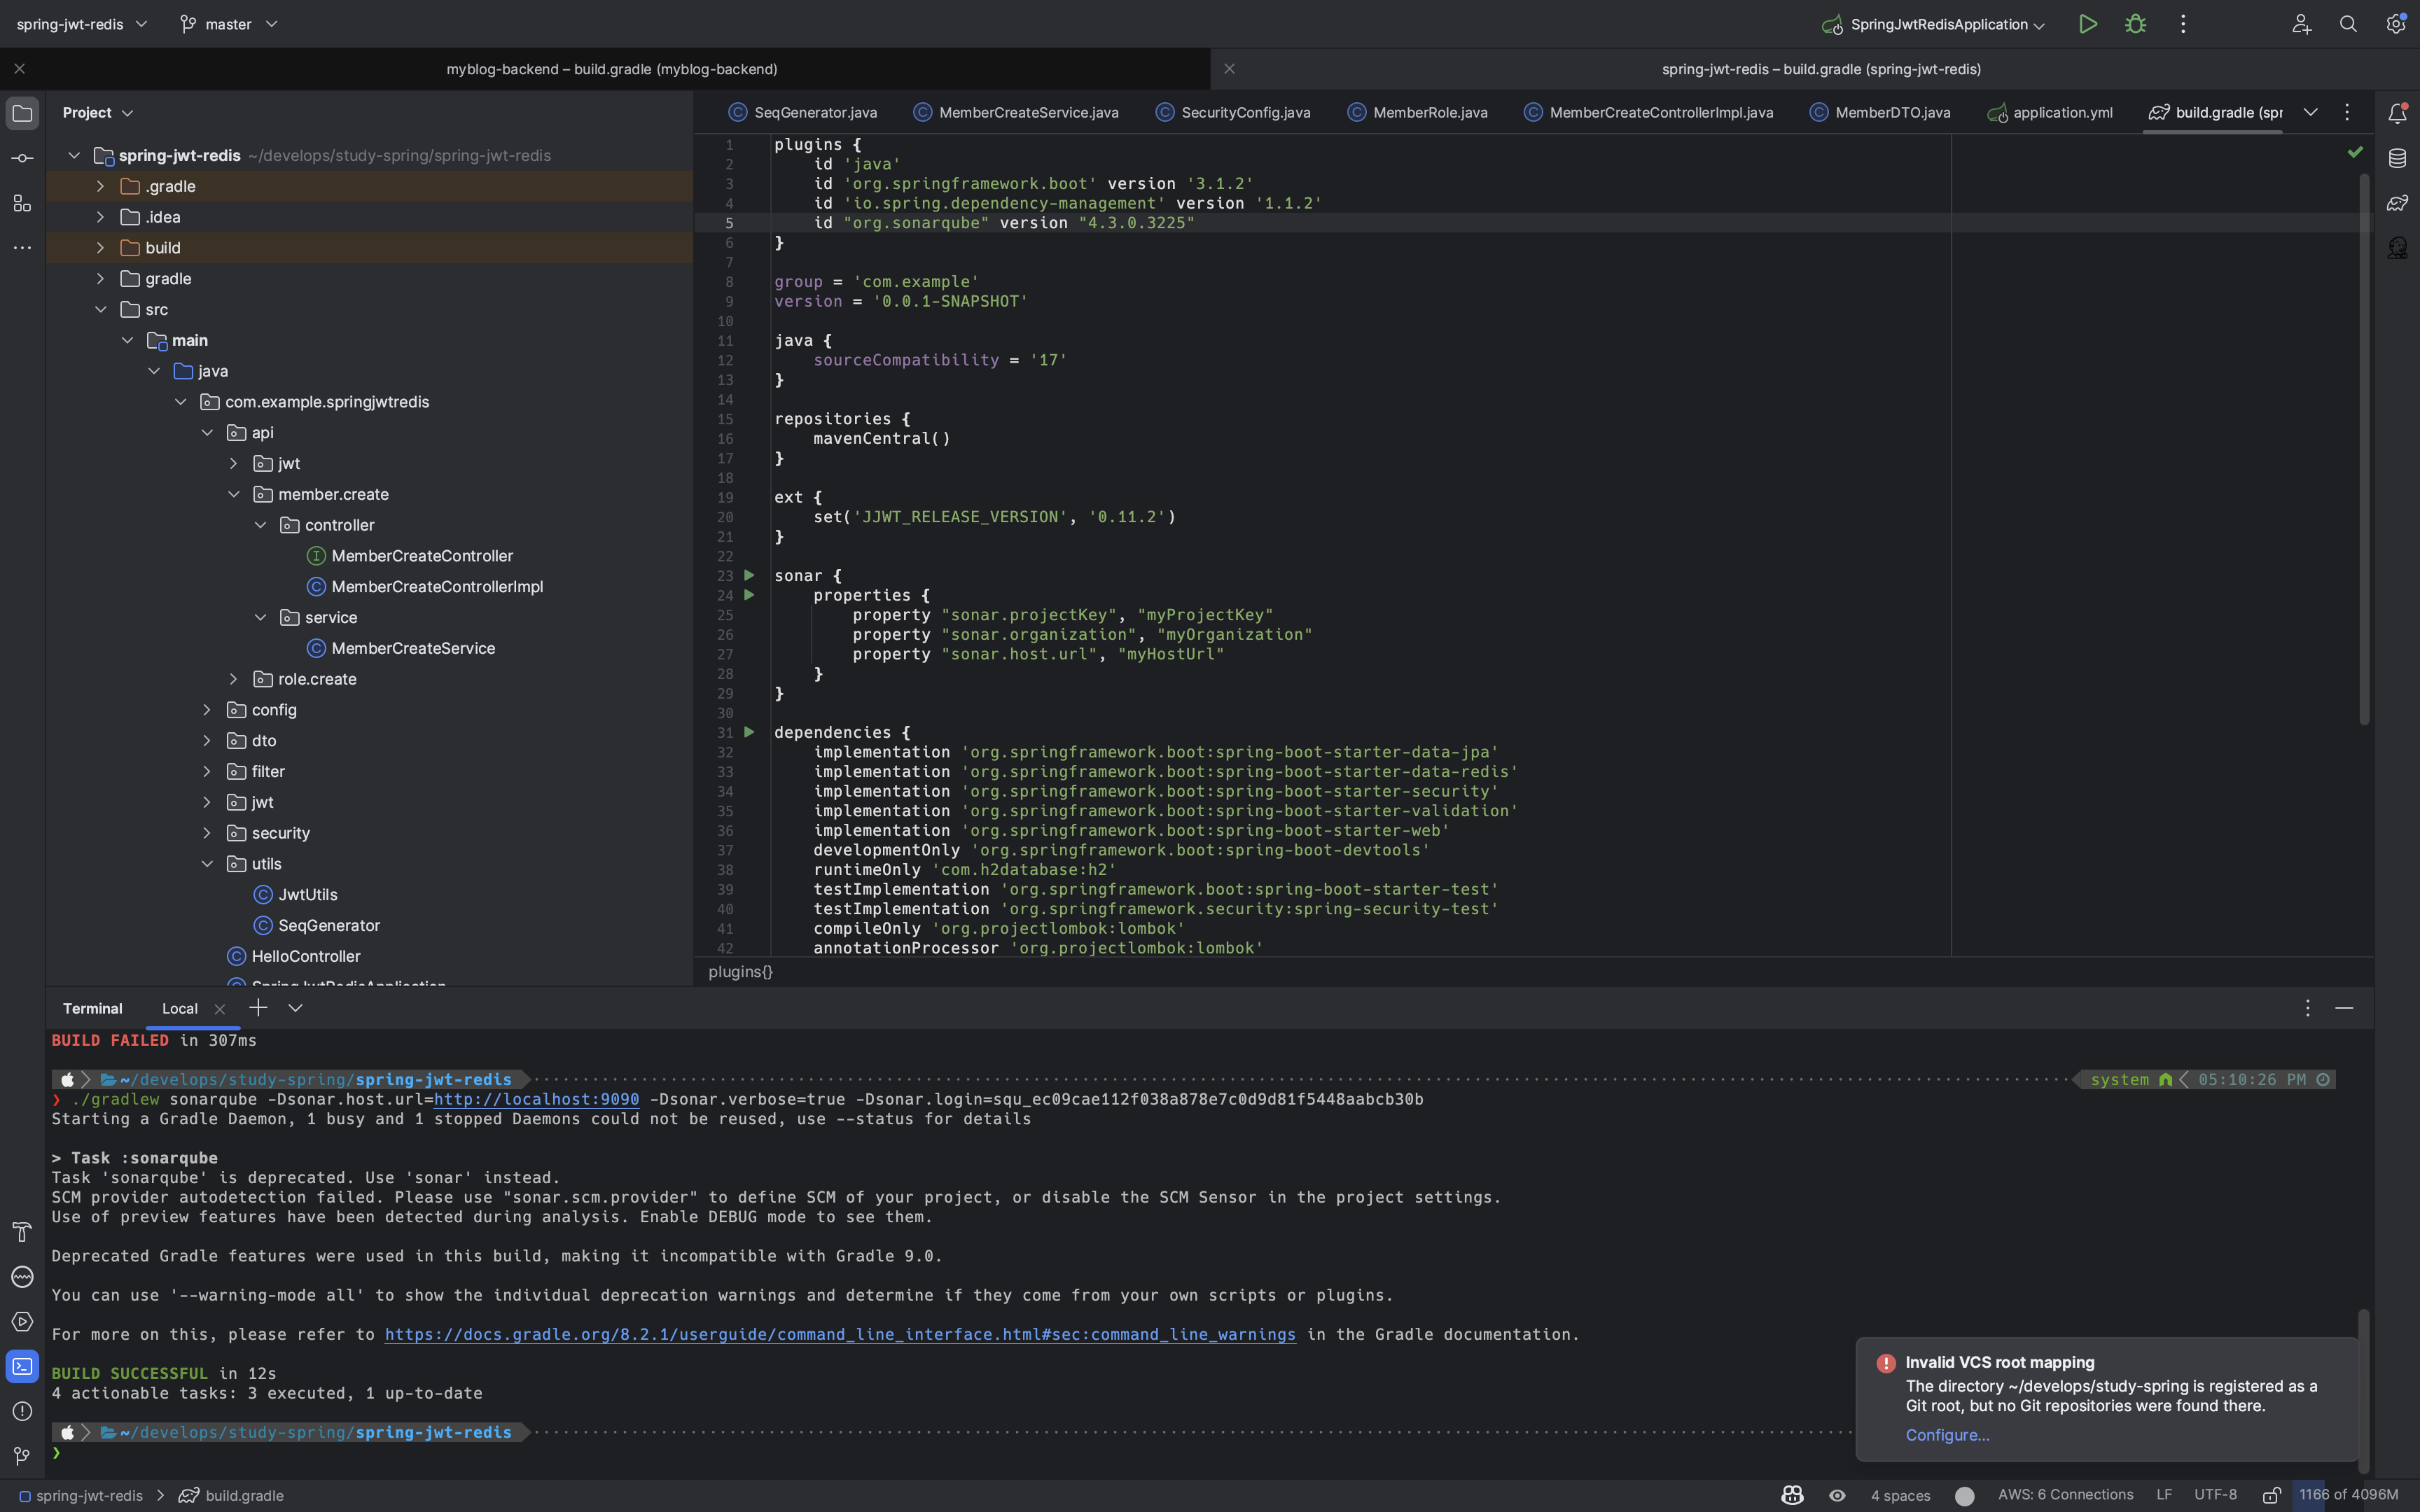 spring-jwt-redis
master
SpringJwtRedisApplication
myblog-backend – build.gradle (myblog-backend)
spring-jwt-redis – build.gradle (spring-jwt-redis)
Project
SeqGenerator.java
MemberCreateService.java
SecurityConfig.java
MemberRole.java
MemberCreateControllerImpl.java
MemberDTO.java
application.yml
build.gradle (spr
spring-jwt-redis ~/develops/study-spring/spring-jwt-redis
.gradle
.idea
build
gradle
src
main
java
com.example.springjwtredis
api
jwt
member.create
controller
MemberCreateController
MemberCreateControllerImpl
service
MemberCreateService
role.create
config
dto
filter
jwt
security
utils
JwtUtils
SeqGenerator
HelloController
SpringJwtRedisApplication
1 plugins {
2     id 'java'
3     id 'org.springframework.boot' version '3.1.2'
4     id 'io.spring.dependency-management' version '1.1.2'
5     id "org.sonarqube" version "4.3.0.3225"
6 }
7
8 group = 'com.example'
9 version = '0.0.1-SNAPSHOT'
10
11 java {
12     sourceCompatibility = '17'
13 }
14
15 repositories {
16     mavenCentral()
17 }
18
19 ext {
20     set('JJWT_RELEASE_VERSION', '0.11.2')
21 }
22
23 sonar {
24     properties {
25         property "sonar.projectKey", "myProjectKey"
26         property "sonar.organization", "myOrganization"
27         property "sonar.host.url", "myHostUrl"
28     }
29 }
30
31 dependencies {
32     implementation 'org.springframework.boot:spring-boot-starter-data-jpa'
33     implementation 'org.springframework.boot:spring-boot-starter-data-redis'
34     implementation 'org.springframework.boot:spring-boot-starter-security'
35     implementation 'org.springframework.boot:spring-boot-starter-validation'
36     implementation 'org.springframework.boot:spring-boot-starter-web'
37     developmentOnly 'org.springframework.boot:spring-boot-devtools'
38     runtimeOnly 'com.h2database:h2'
39     testImplementation 'org.springframework.boot:spring-boot-starter-test'
40     testImplementation 'org.springframework.security:spring-security-test'
41     compileOnly 'org.projectlombok:lombok'
42     annotationProcessor 'org.projectlombok:lombok'
plugins{}
Terminal
Local
BUILD FAILED in 307ms
~/develops/study-spring/spring-jwt-redis
system
05:10:26 PM
❯ ./gradlew sonarqube -Dsonar.host.url=http://localhost:9090 -Dsonar.verbose=true -Dsonar.login=squ_ec09cae112f038a878e7c0d9d81f5448aabcb30b
Starting a Gradle Daemon, 1 busy and 1 stopped Daemons could not be reused, use --status for details
> Task :sonarqube
Task 'sonarqube' is deprecated. Use 'sonar' instead.
SCM provider autodetection failed. Please use "sonar.scm.provider" to define SCM of your project, or disable the SCM Sensor in the project settings.
Use of preview features have been detected during analysis. Enable DEBUG mode to see them.
Deprecated Gradle features were used in this build, making it incompatible with Gradle 9.0.
You can use '--warning-mode all' to show the individual deprecation warnings and determine if they come from your own scripts or plugins.
For more on this, please refer to https://docs.gradle.org/8.2.1/userguide/command_line_interface.html#sec:command_line_warnings in the Gradle documentation.
BUILD SUCCESSFUL in 12s
4 actionable tasks: 3 executed, 1 up-to-date
~/develops/study-spring/spring-jwt-redis
❯
Invalid VCS root mapping
The directory ~/develops/study-spring is registered as a
Git root, but no Git repositories were found there.
Configure...
spring-jwt-redis
build.gradle
4 spaces
AWS: 6 Connections
LF
UTF-8
1166 of 4096M